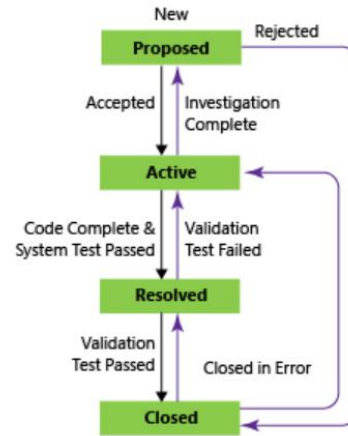 New
Proposed
Rejected
Accepted
Investigation
Complete
Active
Code Complete &
System Test Passed
Validation
Test Failed
Resolved
Validation
Test Passed
Closed in Error
Closed